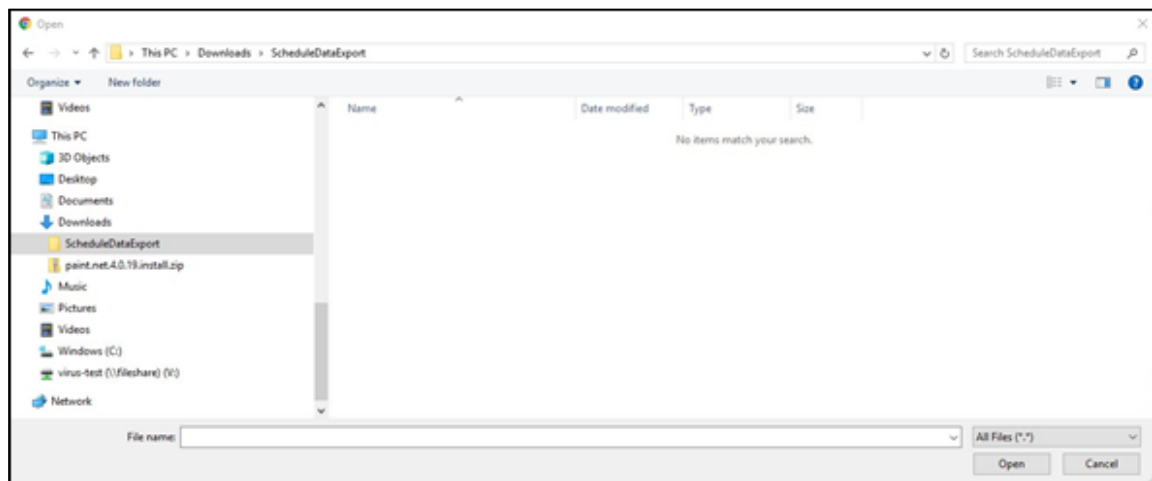 Open
This PC > Downloads > ScheduleDataExport
Search ScheduleDataExport
Organize New folder
Name Date modified Type Size
No items match your search.
Videos
This PC
3D Objects
Desktop
Documents
Downloads
ScheduleDataExport
paint.net.4.0.19.install.zip
Music
Pictures
Videos
Windows (C:)
virus-test (\\fileshare) (V:)
Network
File name:
All Files (*.*)
Open Cancel